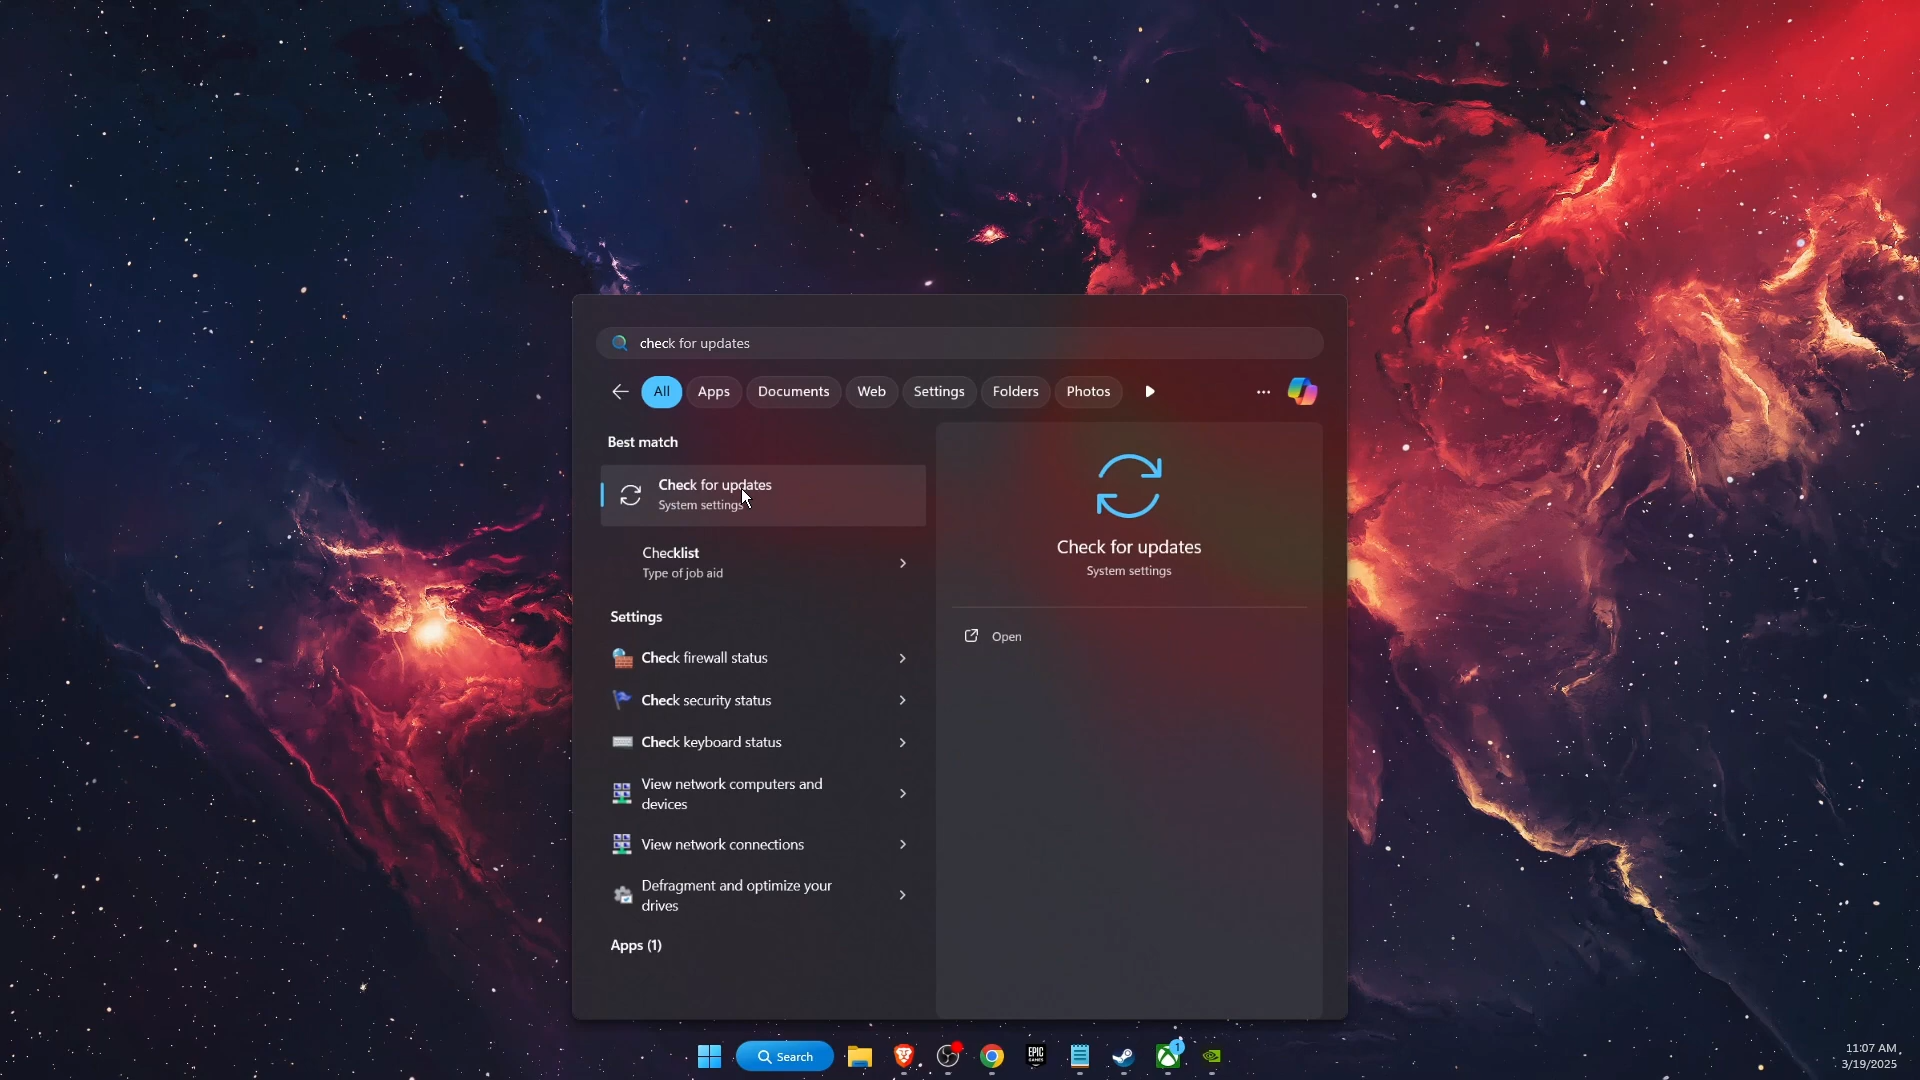 check for updates
All
Apps
Documents
Web
Settings
Folders
Photos
Best match
Check for updates
System settings
Checklist
Type of job aid
Settings
Check firewall status
Check security status
Check keyboard status
View network computers and
devices
View network connections
Defragment and optimize your
drives
Apps (1)
Check for updates
System settings
Open
Search
EPIC
GAMES
1
11:07 AM
3/19/2025